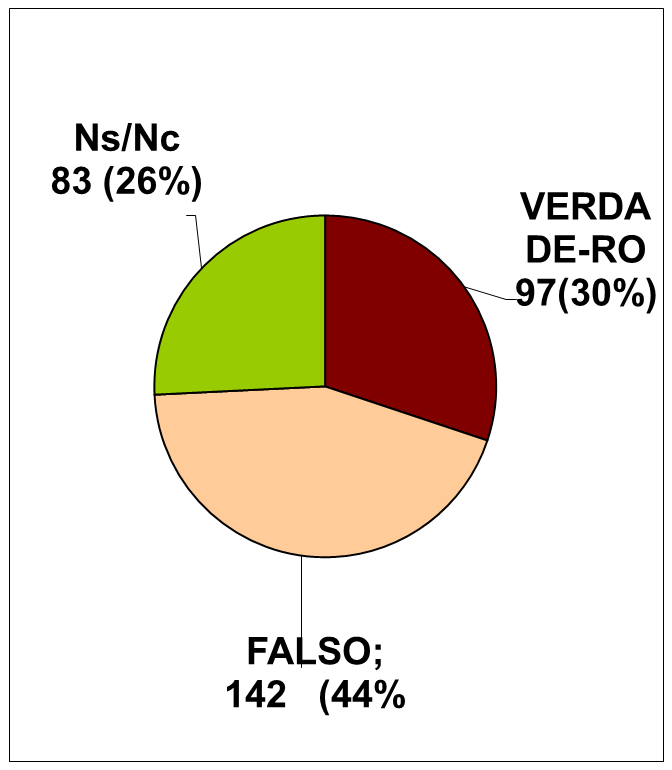 Ns/Nc
83 (26%)
VERDA
DE-RO
97(30%)
FALSO;
142 (44%